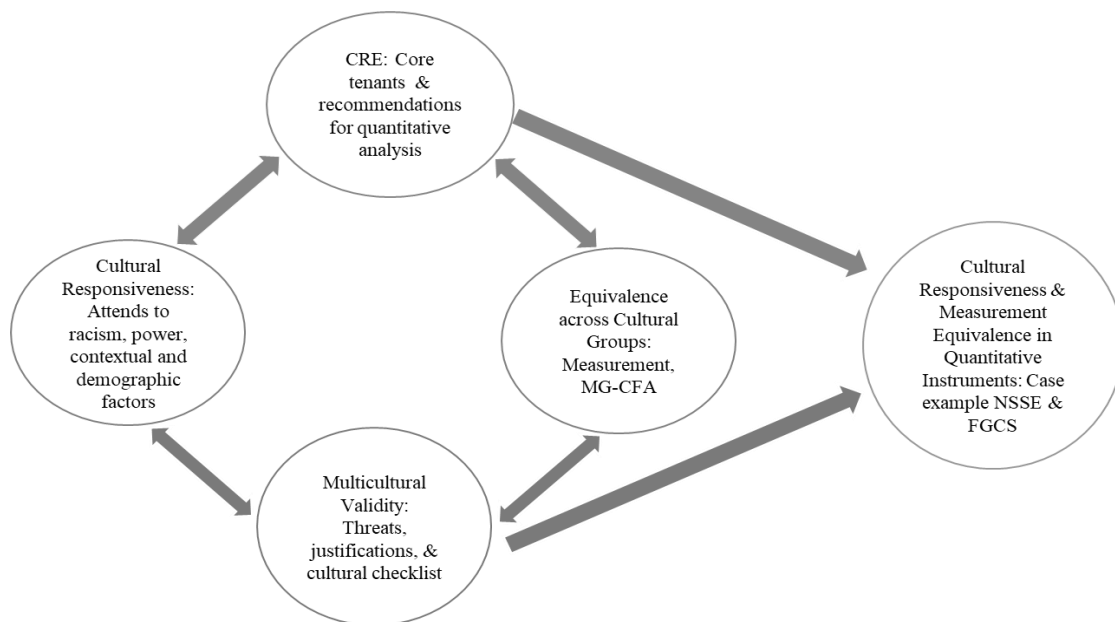 CRE: Core
tenants & 
recommendations
for quantitative
analysis
Cultural
Responsiveness:
Attends to
racism, power,
contextual and
demographic
factors
Equivalence
across Cultural
Groups:
Measurement,
MG-CFA
Cultural
Responsiveness &
Measurement
Equivalence in
Quantitative
Instruments: Case
example NSSE &
FGCS
Multicultural
Validity:
Threats,
justifications, &
cultural checklist